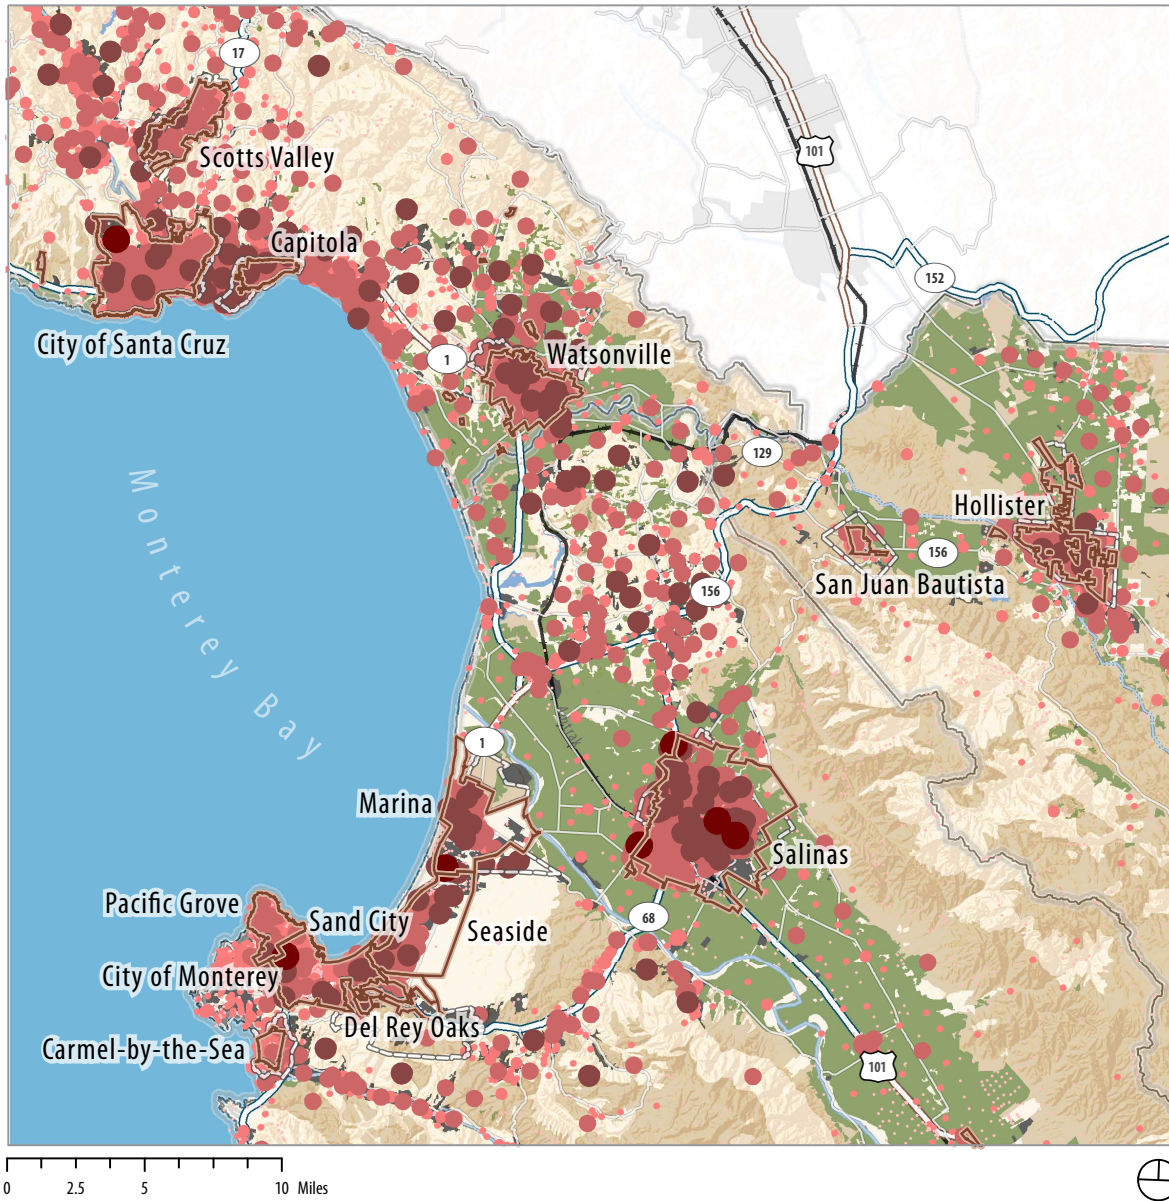 17
101
Scotts Valley
Capitola
152
City of Santa Cruz
1
Watsonville
129
Monterey Bay
Hollister
156
San Juan Bautista
156
Amtrak
1
Marina
Salinas
Pacific Grove
Sand City
68
Seaside
City of Monterey
Del Rey Oaks
Carmel-by-the-Sea
101
0 2.5 5 10 Miles